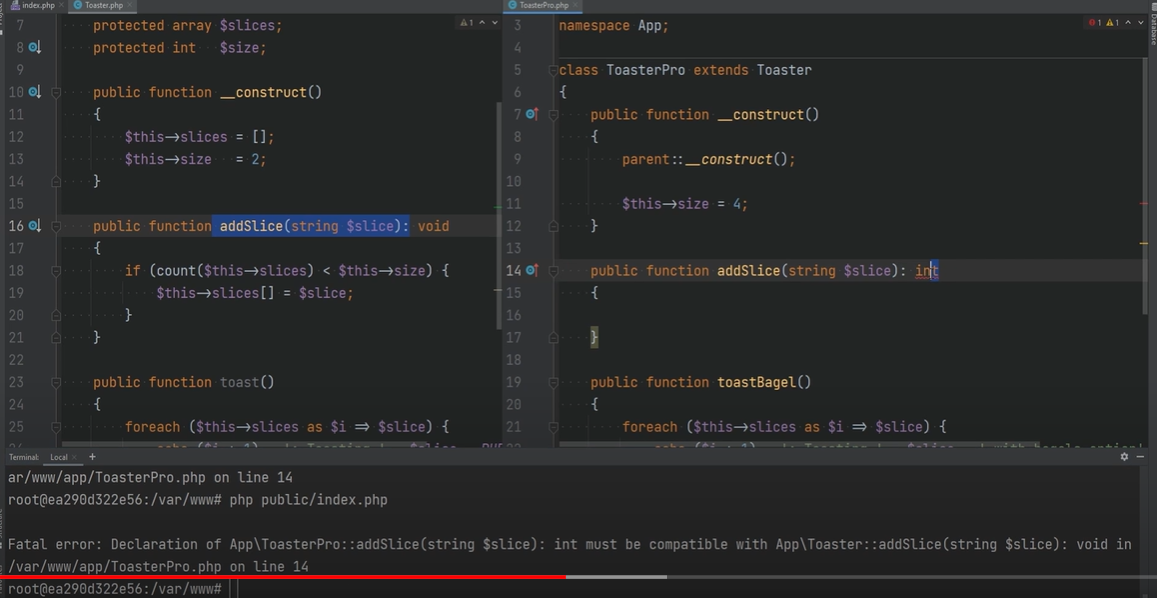 index.php
Toaster.php
7 protected array $slices;
8 protected int $size;
9
10 public function __construct()
11 {
12 $this->slices = [];
13 $this->size = 2;
14 }
15
16 public function addSlice(string $slice): void
17 {
18 if (count($this->slices) < $this->size) {
19 $this->slices[] = $slice;
20 }
21 }
22
23 public function toast()
24 {
25 foreach ($this->slices as $i => $slice) {
1
ToasterPro.php
3 namespace App;
4
5 class ToasterPro extends Toaster
6 {
7 public function __construct()
8 {
9 parent::__construct();
10
11 $this->size = 4;
12 }
13
14 public function addSlice(string $slice): int
15 {
16
17 }
18
19 public function toastBagel()
20 {
21 foreach ($this->slices as $i => $slice) {
1 1
Database
Terminal: Local +
ar/www/app/ToasterPro.php on line 14
root@ea290d322e56:/var/www# php public/index.php
Fatal error: Declaration of App\ToasterPro::addSlice(string $slice): int must be compatible with App\Toaster::addSlice(string $slice): void in
/var/www/app/ToasterPro.php on line 14
root@ea290d322e56:/var/www#